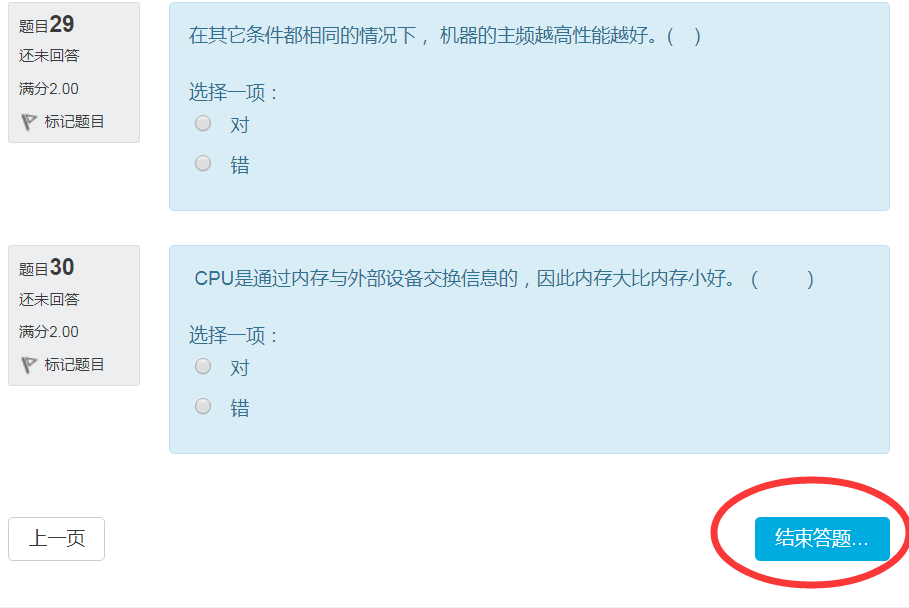 题目29
还未回答
满分2.00
标记题目
在其它条件都相同的情况下，机器的主频越高性能越好。(　)
选择一项：
对
错
题目30
还未回答
满分2.00
标记题目
CPU是通过内存与外部设备交换信息的，因此内存大比内存小好。（　　）
选择一项：
对
错
上一页
结束答题...